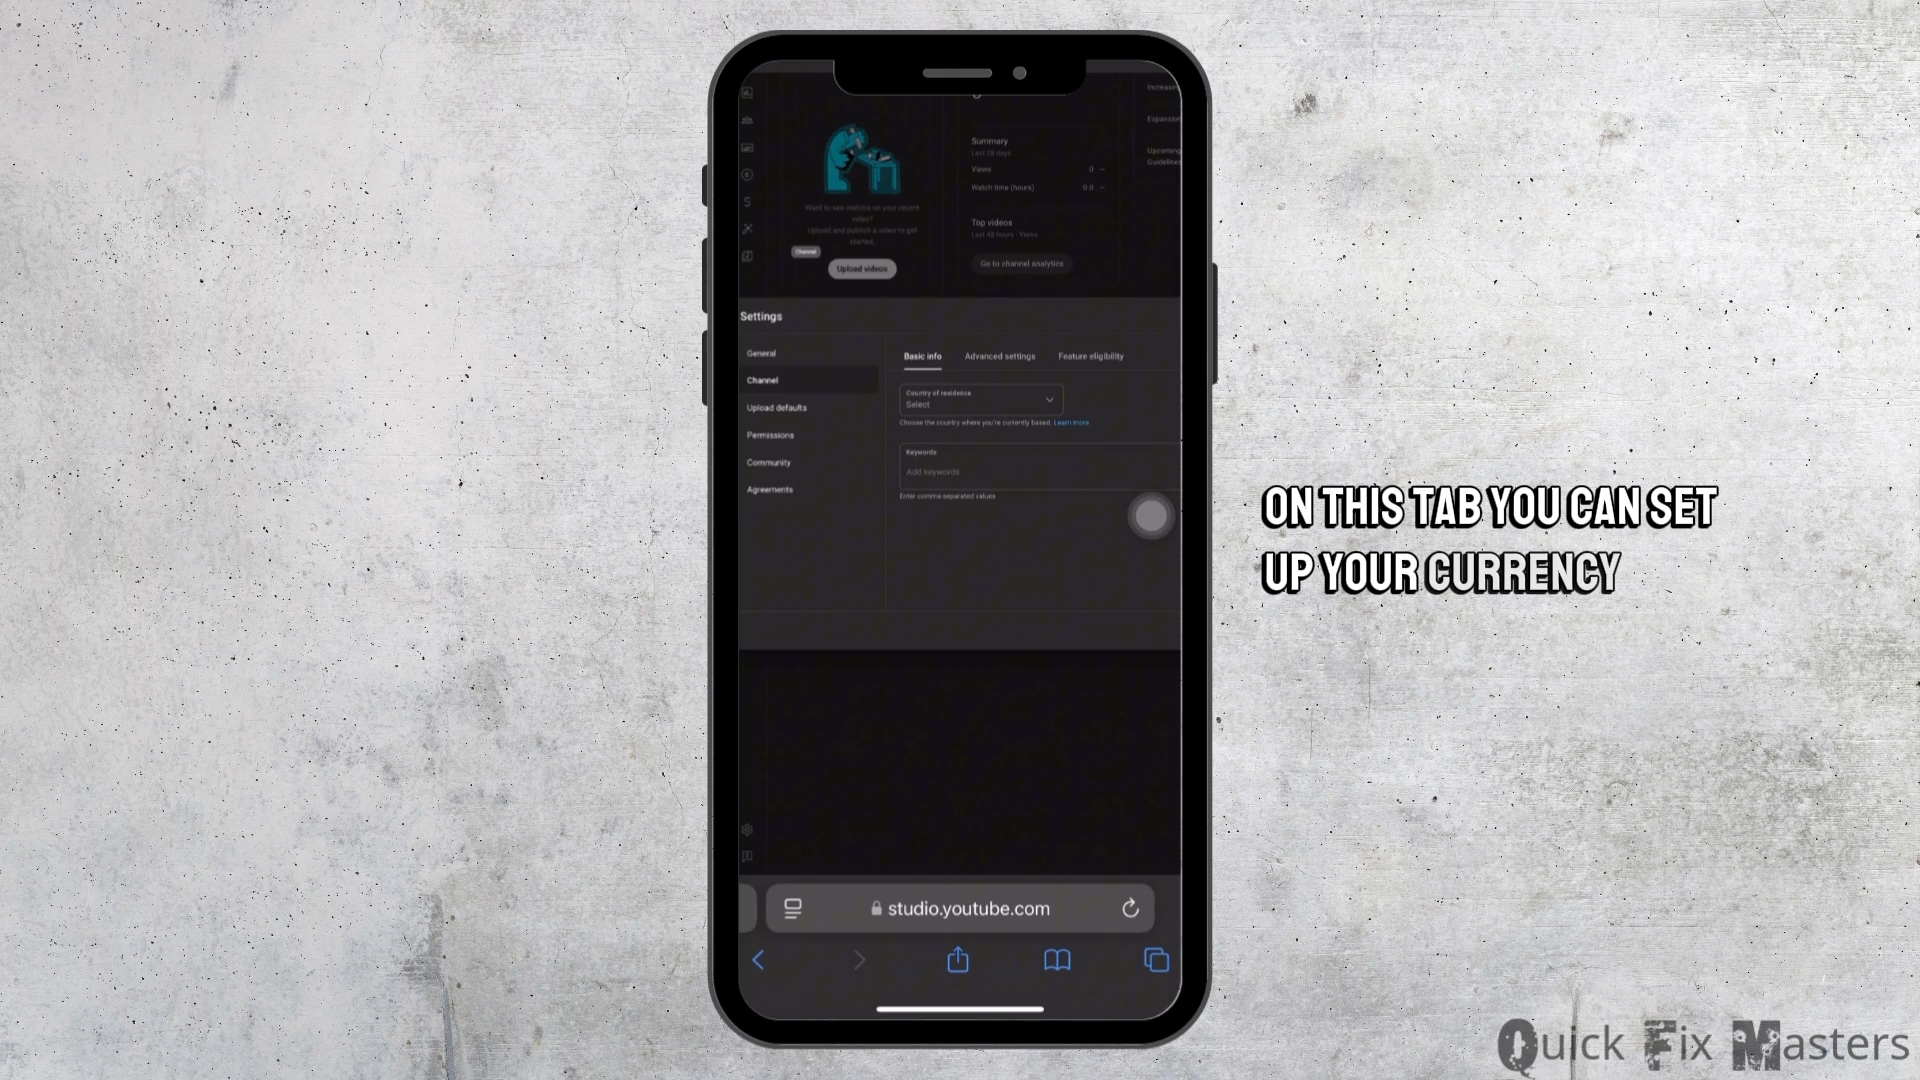 Increasin
Expansion
Upcoming
Guideline
Summary
Last 28 days
Views 0 –
Watch time (hours) 0.0 –
Top videos
Last 48 hours · Views
Go to channel analytics
Want to see metrics on your recent
video?
Upload and publish a video to get
started.
Channel
Upload videos
Settings
General
Channel
Upload defaults
Permissions
Community
Agreements
Basic info Advanced settings Feature eligibility
Country of residence
Select
Choose the country where you're currently based. Learn more
Keywords
Add keywords
Enter comma-separated values
studio.youtube.com
ON THIS TAB YOU CAN SET
UP YOUR CURRENCY
Quick Fix Masters